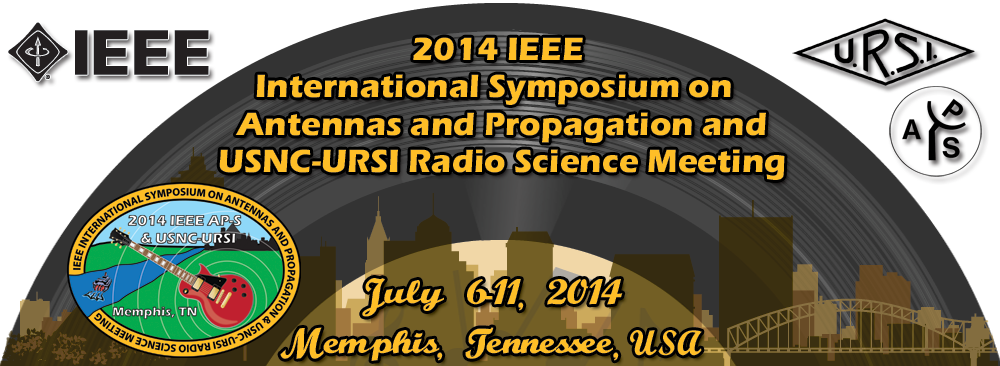 IEEE
2014 IEEE
International Symposium on
Antennas and Propagation and
USNC-URSI Radio Science Meeting
U.R.S.I.
A P S
IEEE INTERNATIONAL SYMPOSIUM ON ANTENNAS AND PROPAGATION & USNC-URSI RADIO SCIENCE MEETING
2014 IEEE AP-S
& USNC-URSI
Memphis, TN
July 6-11, 2014
Memphis, Tennessee, USA